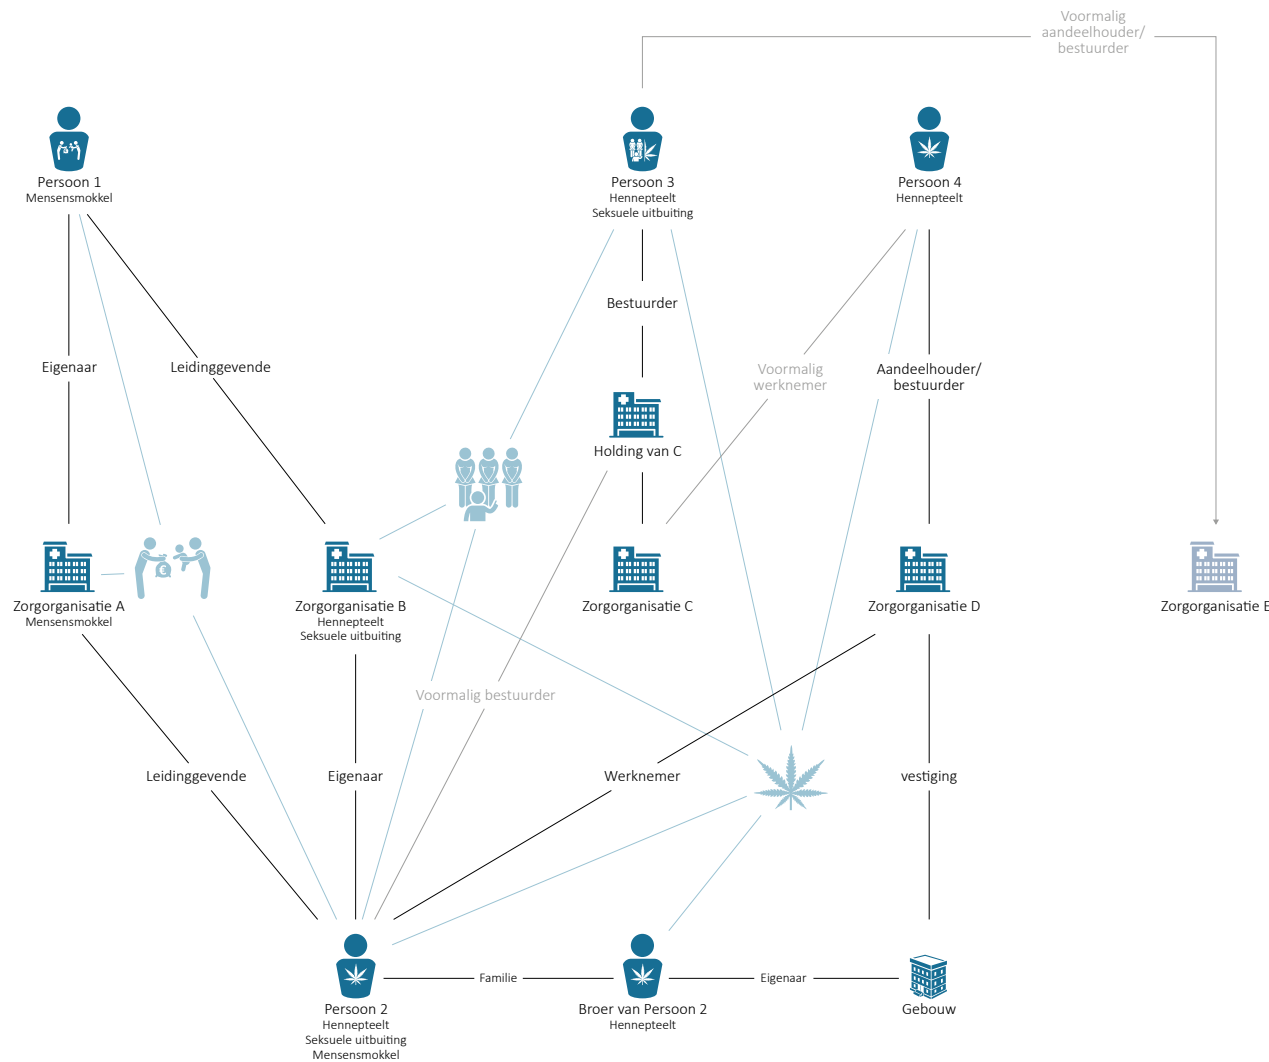 Voormalig
aandeelhouder/
bestuurder
Persoon 1
Mensensmokkel
Persoon 3
Hennepteelt
Seksuele uitbuiting
Persoon 4
Hennepteelt
Bestuurder
Eigenaar
Leidinggevende
Voormalig
werknemer
Aandeelhouder/
bestuurder
Holding van C
€
Zorgorganisatie A
Mensensmokkel
Zorgorganisatie B
Hennepteelt
Seksuele uitbuiting
Zorgorganisatie C
Zorgorganisatie D
Zorgorganisatie E
Voormalig bestuurder
Leidinggevende
Eigenaar
Werknemer
vestiging
Familie
Eigenaar
Persoon 2
Hennepteelt
Seksuele uitbuiting
Mensensmokkel
Broer van Persoon 2
Hennepteelt
Gebouw